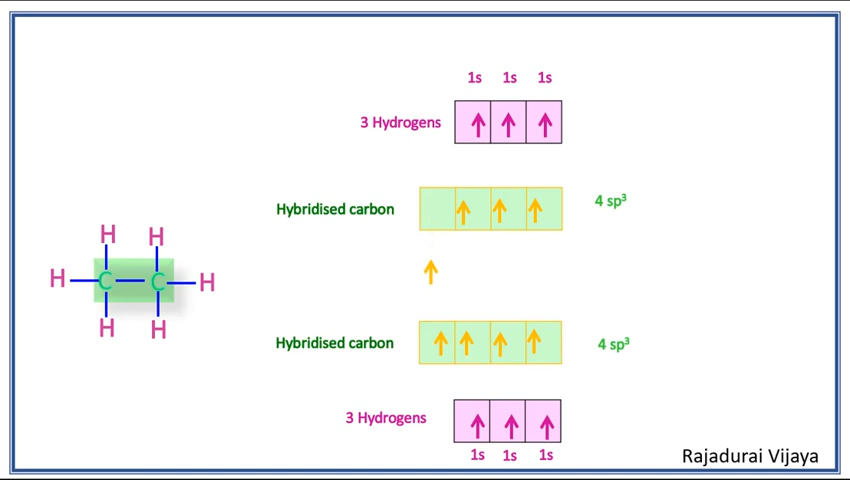 1s 1s 1s
3 Hydrogens
Hybridised carbon
4 sp³
H H
H C C H
H H
Hybridised carbon
4 sp³
3 Hydrogens
1s 1s 1s
Rajadurai Vijaya